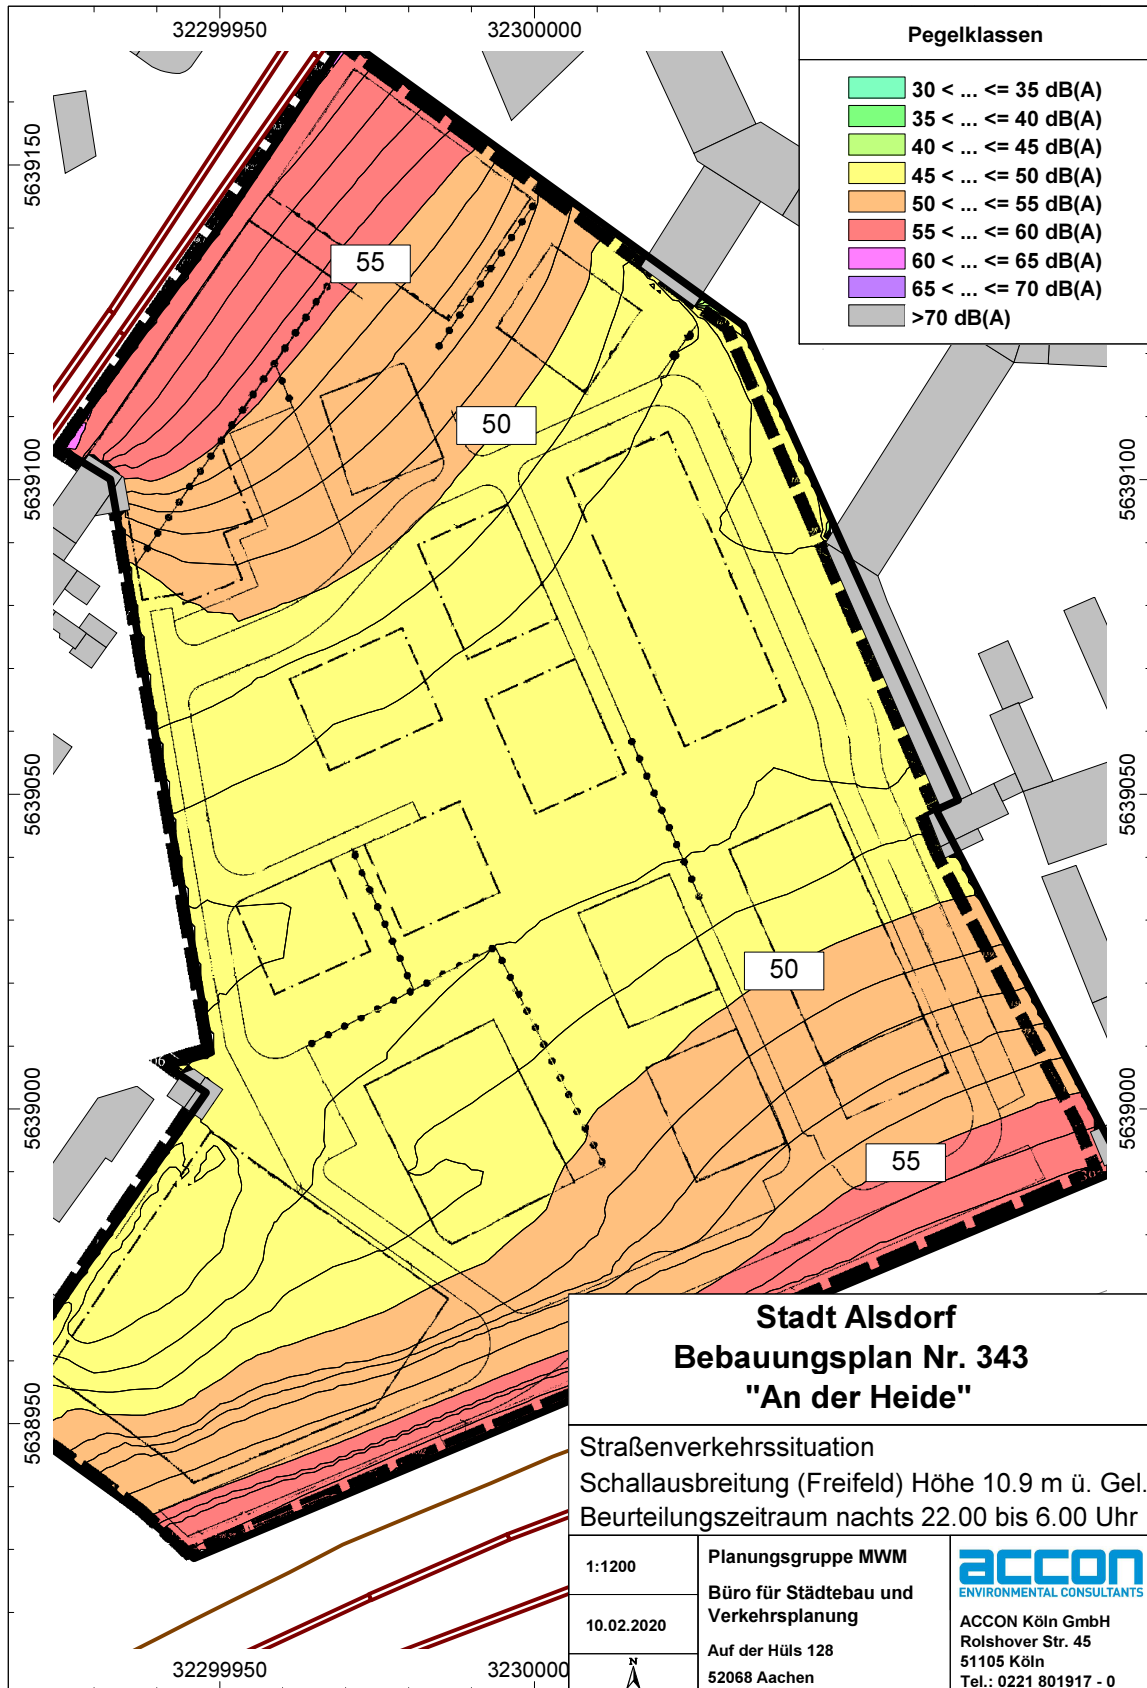 32299950
32300000
Pegelklassen
30 < ... <= 35 dB(A)
35 < ... <= 40 dB(A)
40 < ... <= 45 dB(A)
45 < ... <= 50 dB(A)
50 < ... <= 55 dB(A)
55 < ... <= 60 dB(A)
60 < ... <= 65 dB(A)
65 < ... <= 70 dB(A)
>70 dB(A)
5639150
55
50
5639100
5639100
5639050
5639050
50
5639000
5639000
55
5638950
Stadt Alsdorf
Bebauungsplan Nr. 343
"An der Heide"
Straßenverkehrssituation
Schallausbreitung (Freifeld) Höhe 10.9 m ü. Gel.
Beurteilungszeitraum nachts 22.00 bis 6.00 Uhr
1:1200
10.02.2020
N
Planungsgruppe MWM
Büro für Städtebau und
Verkehrsplanung
Auf der Hüls 128
52068 Aachen
accon
ENVIRONMENTAL CONSULTANTS
ACCON Köln GmbH
Rolshover Str. 45
51105 Köln
Tel.: 0221 801917 - 0
32299950
3230000